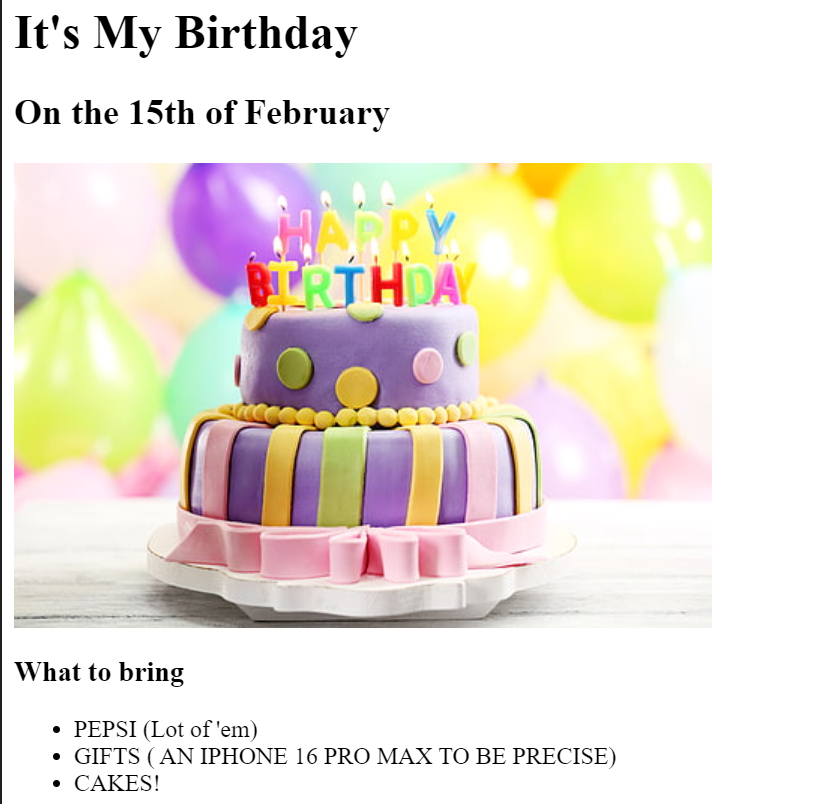 It's My Birthday
On the 15th of February
HAPPY
BIRTHDAY
What to bring
PEPSI (Lot of 'em)
GIFTS ( AN IPHONE 16 PRO MAX TO BE PRECISE)
CAKES!